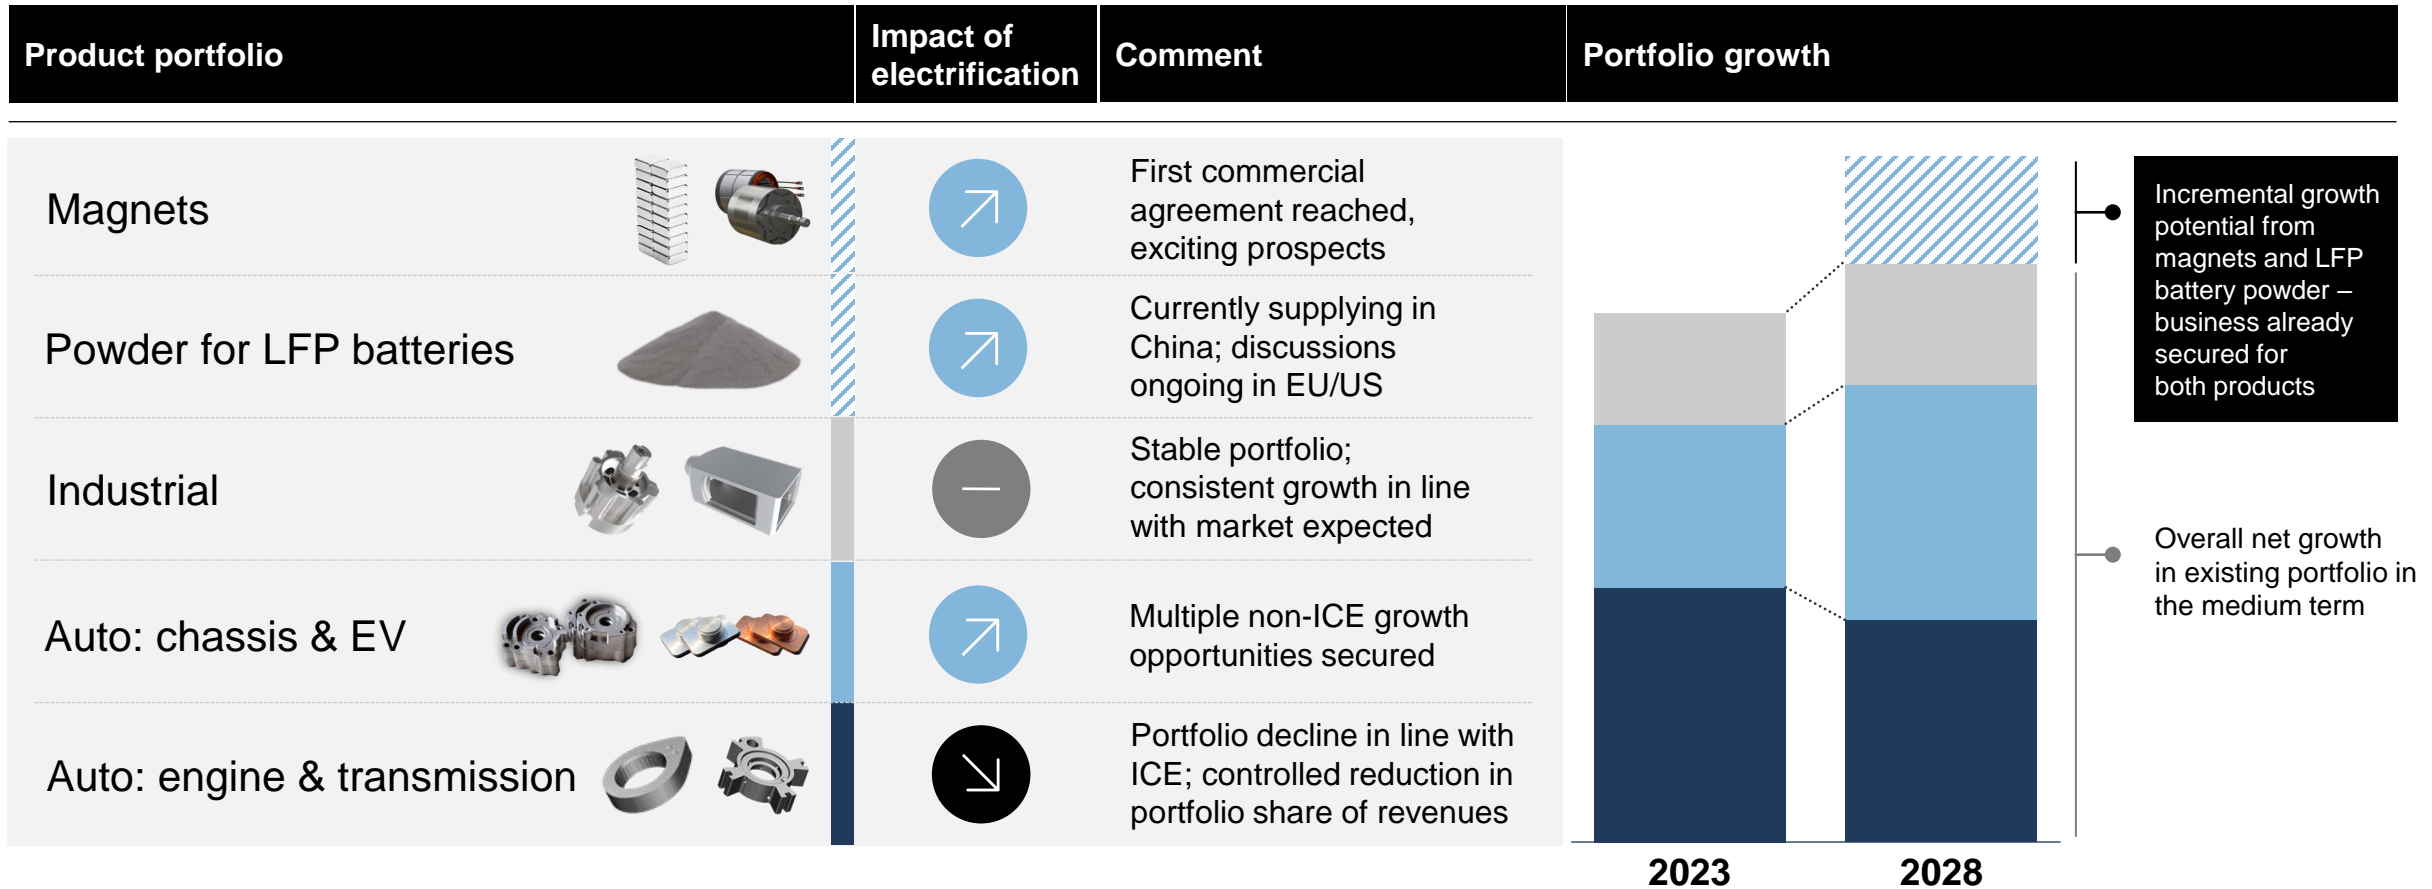 Product portfolio
Impact of
electrification
Comment
Portfolio growth
Magnets
First commercial
agreement reached,
exciting prospects
Powder for LFP batteries
Currently supplying in
China; discussions
ongoing in EU/US
Industrial
Stable portfolio;
consistent growth in line
with market expected
Auto: chassis & EV
Multiple non-ICE growth
opportunities secured
Auto: engine & transmission
Portfolio decline in line with
ICE; controlled reduction in
portfolio share of revenues
2023
2028
Incremental growth
potential from
magnets and LFP
battery powder –
business already
secured for
both products
Overall net growth
in existing portfolio in
the medium term